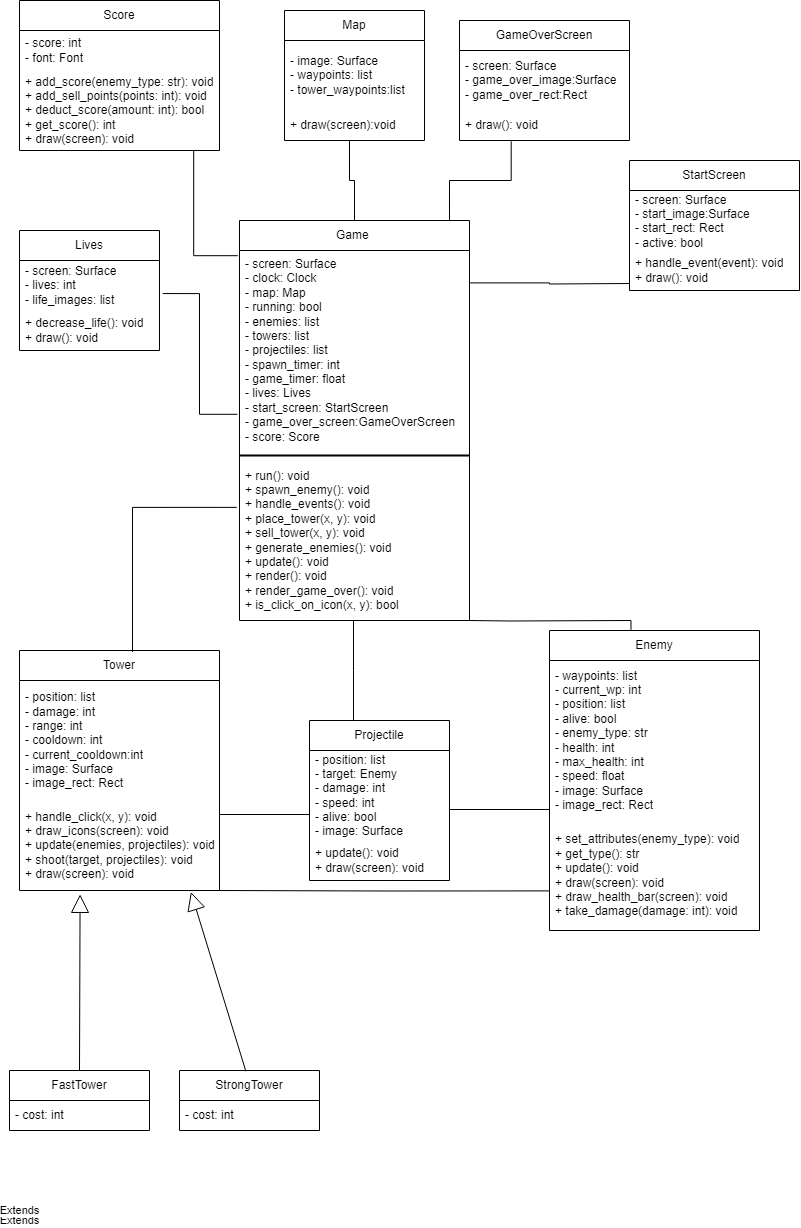 Score
- score: int
- font: Font
+ add_score(enemy_type: str): void
+ add_sell_points(points: int): void
+ deduct_score(amount: int): bool
+ get_score(): int
+ draw(screen): void
Map
- image: Surface
- waypoints: list
- tower_waypoints:list
+ draw(screen):void
GameOverScreen
- screen: Surface
- game_over_image:Surface
- game_over_rect:Rect
+ draw(): void
StartScreen
- screen: Surface
- start_image:Surface
- start_rect: Rect
- active: bool
+ handle_event(event): void
+ draw(): void
Lives
- screen: Surface
- lives: int
- life_images: list
+ decrease_life(): void
+ draw(): void
Game
- screen: Surface
- clock: Clock
- map: Map
- running: bool
- enemies: list
- towers: list
- projectiles: list
- spawn_timer: int
- game_timer: float
- lives: Lives
- start_screen: StartScreen
- game_over_screen:GameOverScreen
- score: Score
+ run(): void
+ spawn_enemy(): void
+ handle_events(): void
+ place_tower(x, y): void
+ sell_tower(x, y): void
+ generate_enemies(): void
+ update(): void
+ render(): void
+ render_game_over(): void
+ is_click_on_icon(x, y): bool
Tower
- position: list
- damage: int
- range: int
- cooldown: int
- current_cooldown:int
- image: Surface
- image_rect: Rect
+ handle_click(x, y): void
+ draw_icons(screen): void
+ update(enemies, projectiles): void
+ shoot(target, projectiles): void
+ draw(screen): void
Projectile
- position: list
- target: Enemy
- damage: int
- speed: int
- alive: bool
- image: Surface
+ update(): void
+ draw(screen): void
Enemy
- waypoints: list
- current_wp: int
- position: list
- alive: bool
- enemy_type: str
- health: int
- max_health: int
- speed: float
- image: Surface
- image_rect: Rect
+ set_attributes(enemy_type): void
+ get_type(): str
+ update(): void
+ draw(screen): void
+ draw_health_bar(screen): void
+ take_damage(damage: int): void
FastTower
- cost: int
StrongTower
- cost: int
Extends
Extends